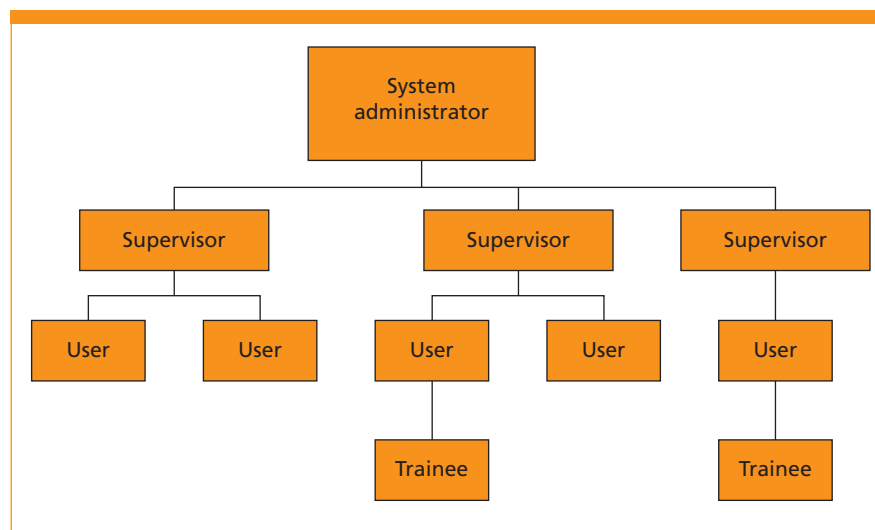 System
administrator
Supervisor
Supervisor
Supervisor
User
User
User
User
User
Trainee
Trainee